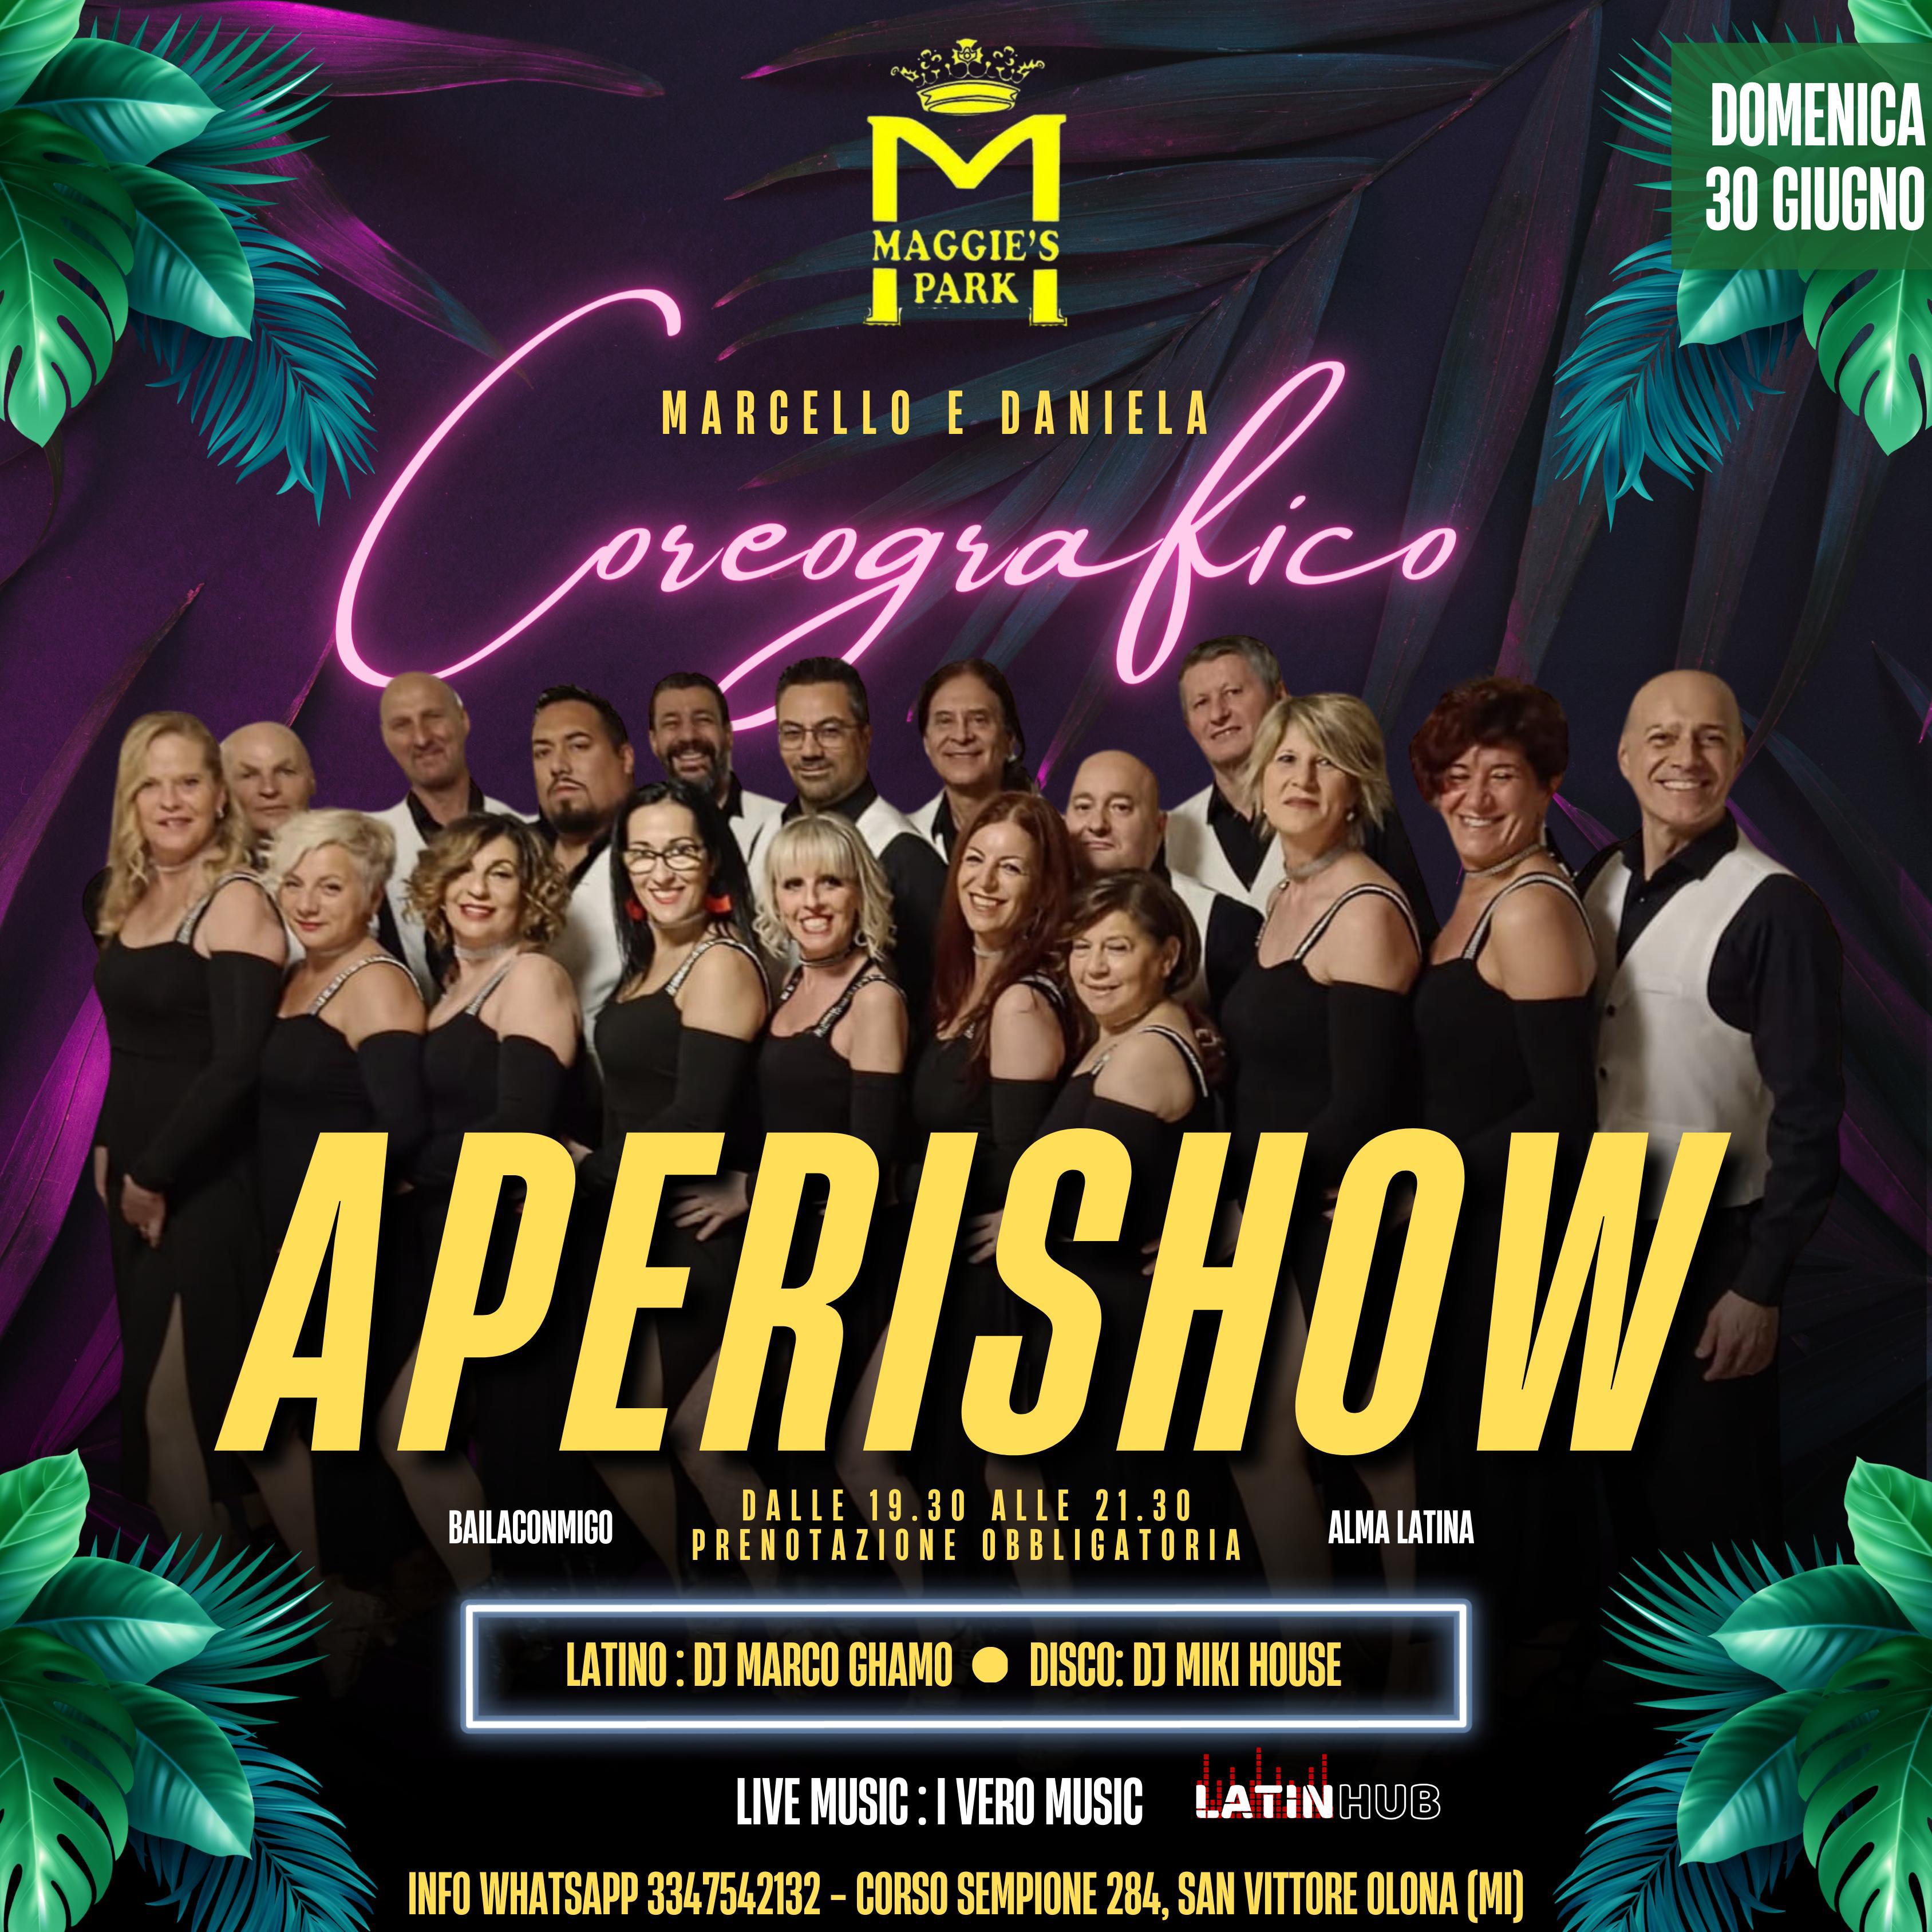 DOMENICA
30 GIUGNO
MAGGIE'S
PARK
MARCELLO E DANIELA
Coreografico
APERISHOW
BAILACONMIGO
DALLE 19.30 ALLE 21.30
PRENOTAZIONE OBBLIGATORIA
ALMA LATINA
LATINO : DJ MARCO GHAMO ● DISCO: DJ MIKI HOUSE
LIVE MUSIC : I VERO MUSIC
LATINHUB
INFO WHATSAPP 3347542132 - CORSO SEMPIONE 284, SAN VITTORE OLONA (MI)